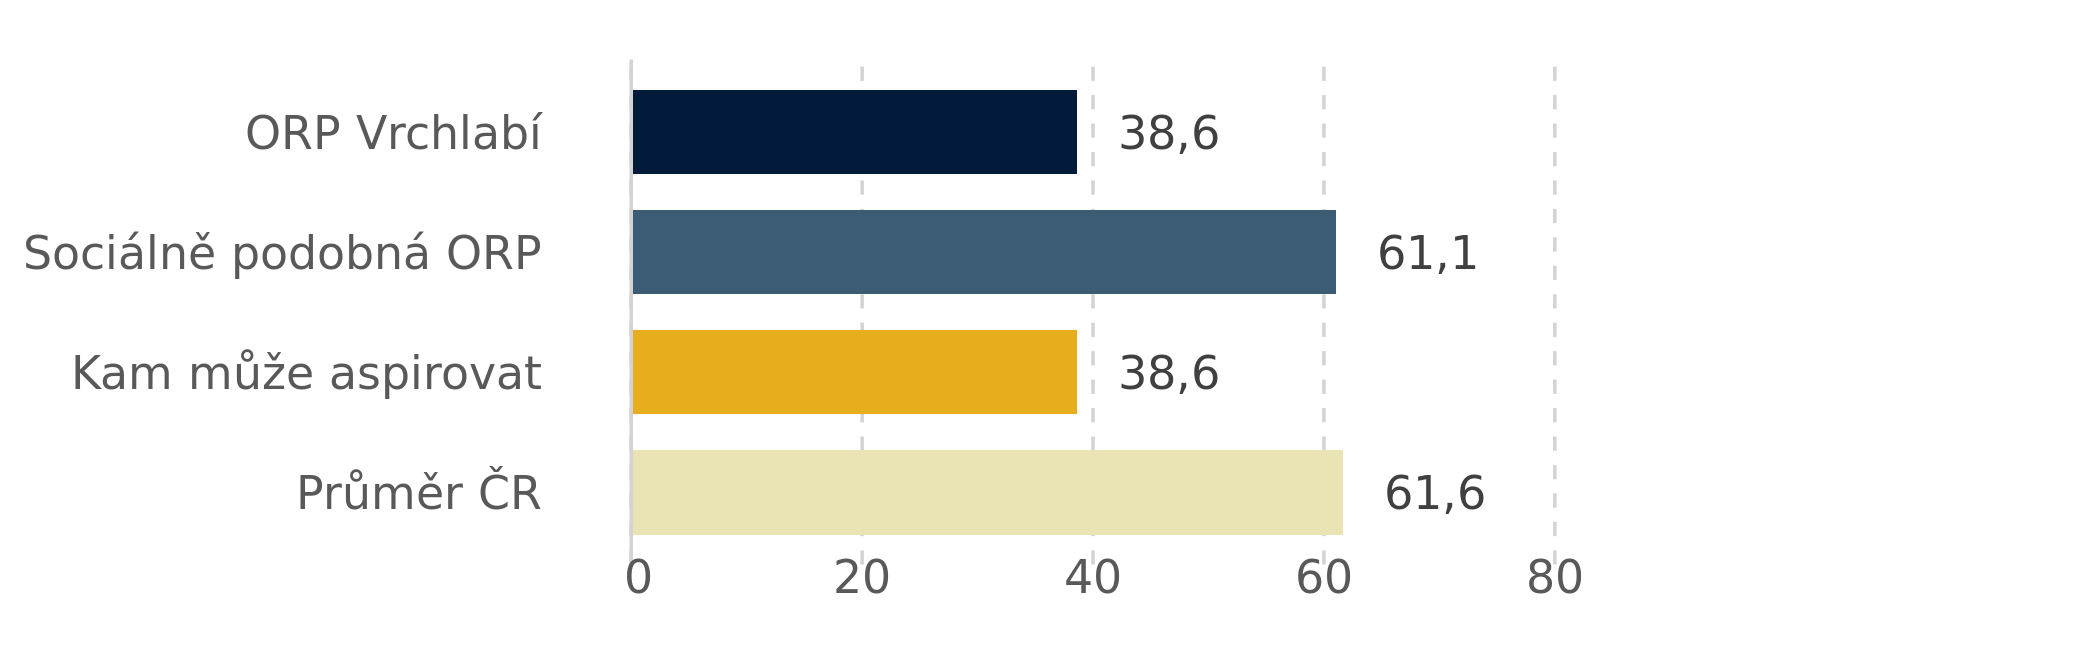 ORP Vrchlabí 38,6
Sociálně podobná ORP 61,1
Kam může aspirovat 38,6
Průměr ČR 61,6
0 20 40 60 80